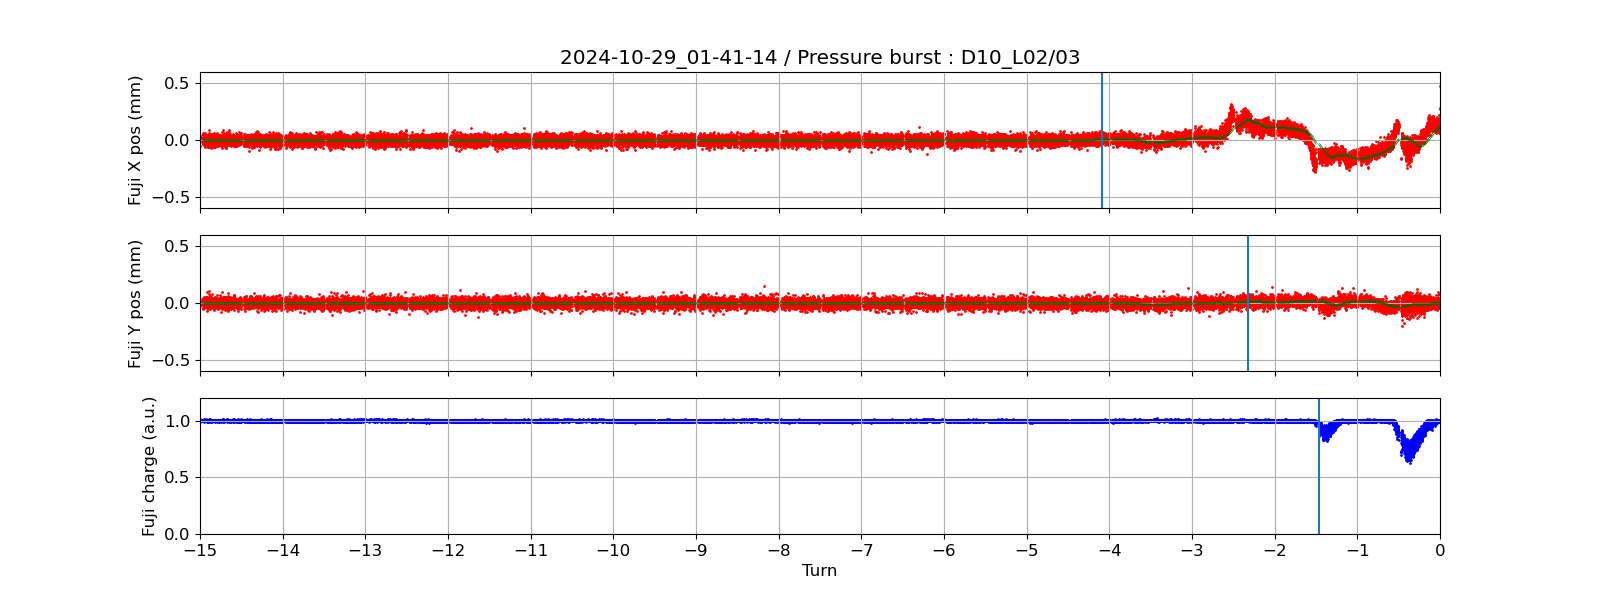 2024-10-29_01-41-14 / Pressure burst : D10_L02/03
Fuji X pos (mm)
0.5
0.0
−0.5
Fuji Y pos (mm)
0.5
0.0
−0.5
Fuji charge (a.u.)
1.0
0.5
0.0
−15 −14 −13 −12 −11 −10 −9 −8 −7 −6 −5 −4 −3 −2 −1 0
Turn